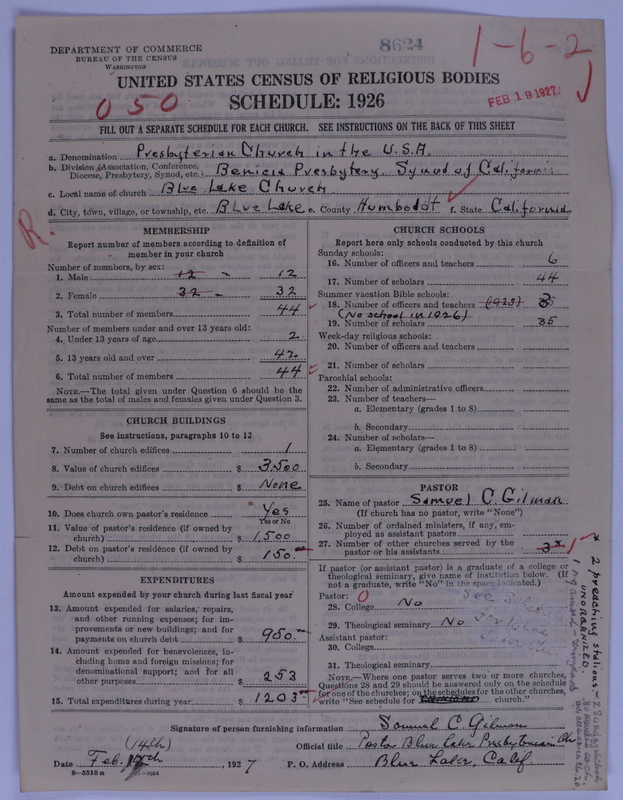 DEPARTMENT OF COMMERCE
BUREAU OF THE CENSUS
WASHINGTON
8624
1-6-2
UNITED STATES CENSUS OF RELIGIOUS BODIES
050
SCHEDULE: 1926
FEB 19 1927
FILL OUT A SEPARATE SCHEDULE FOR EACH CHURCH. SEE INSTRUCTIONS ON THE BACK OF THIS SHEET
a. Denomination Presbyterian Church in the U.S.A.
b. Division (Association, Conference, Diocese, Presbytery, Synod, etc.) Benicia Presbytery, Synod of California
c. Local name of church Blue Lake Church
d. City, town, village, or township, etc. Blue Lake e. County Humboldt f. State California
R.
MEMBERSHIP
Report number of members according to definition of
member in your church
Number of members, by sex:
1. Male 12 12
2. Female 32 32
3. Total number of members 44
Number of members under and over 13 years old:
4. Under 13 years of age 2
5. 13 years old and over 42
6. Total number of members 44
NOTE.—The total given under Question 6 should be the
same as the total of males and females given under Question 3.
CHURCH BUILDINGS
See instructions, paragraphs 10 to 12
7. Number of church edifices 1
8. Value of church edifices $ 3,500
9. Debt on church edifices $ None
10. Does church own pastor's residence? Yes
Yes or No
11. Value of pastor's residence (if owned by
church) $ 1,500
12. Debt on pastor's residence (if owned by
church) $ 150
EXPENDITURES
Amount expended by your church during last fiscal year
13. Amount expended for salaries, repairs,
and other running expenses; for im-
provements or new buildings; and for
payments on church debt $ 950
14. Amount expended for benevolences, in-
cluding home and foreign missions; for
denominational support; and for all
other purposes $ 253
15. Total expenditures during year $ 1203
CHURCH SCHOOLS
Report here only schools conducted by this church
Sunday schools:
16. Number of officers and teachers 6
17. Number of scholars 44
Summer vacation Bible schools:
18. Number of officers and teachers (1925)
(No school in 1926)
19. Number of scholars 35
Week-day religious schools:
20. Number of officers and teachers
21. Number of scholars
Parochial schools:
22. Number of administrative officers
23. Number of teachers—
a. Elementary (grades 1 to 8)
b. Secondary
24. Number of scholars—
a. Elementary (grades 1 to 8)
b. Secondary
PASTOR
25. Name of pastor Samuel C. Gilman
(If church has no pastor, write "None")
26. Number of ordained ministers, if any, em-
ployed as assistant pastors
27. Number of other churches served by the
pastor or his assistants 3* 1 *
If pastor (or assistant pastor) is a graduate of a college or
theological seminary, give name of institution below. (If
not a graduate, write "No" in the space indicated.)
Pastor: 0
28. College No
29. Theological seminary No
Assistant pastor:
30. College
31. Theological seminary
NOTE.—Where one pastor serves two or more churches,
Questions 28 and 29 should be answered only on the schedule
for one of the churches; on the schedules for the other churches,
write "See schedule for church."
* 2 preaching stations—
UNORGANIZED.
Signature of person furnishing information Samuel C. Gilman
Official title Pastor Blue Lake Presbyterian Ch.
(14th)
Date Feb. 1927 P. O. Address Blue Lake, Calif